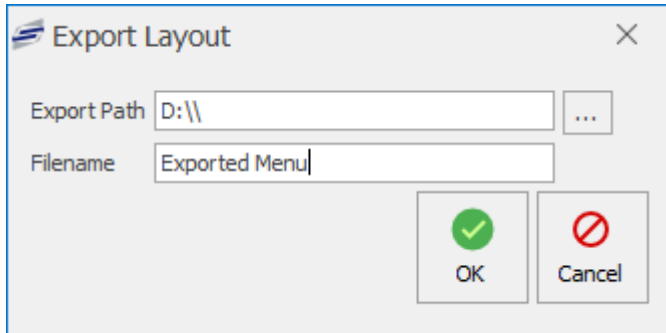 Export Layout
Export Path D:\\ ...
Filename Exported Menu
OK Cancel